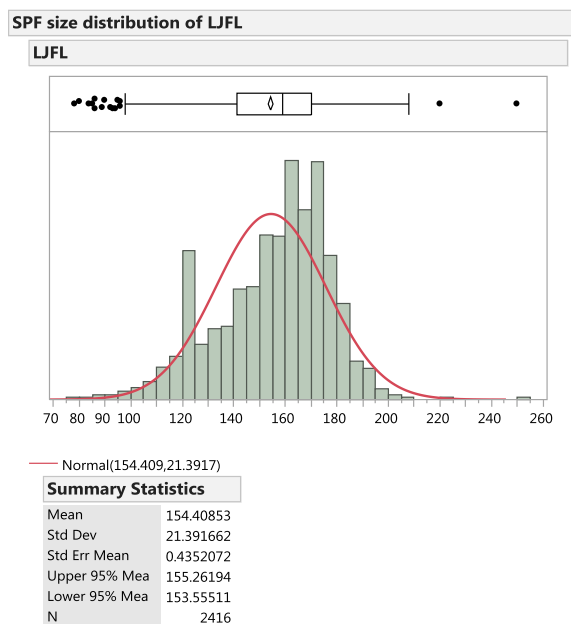 SPF size distribution of LJFL
LJFL
70 80 90 100 120 140 160 180 200 220 240 260
Normal(154.409,21.3917)
Summary Statistics
Mean 154.40853
Std Dev 21.391662
Std Err Mean 0.4352072
Upper 95% Mea 155.26194
Lower 95% Mea 153.55511
N 2416